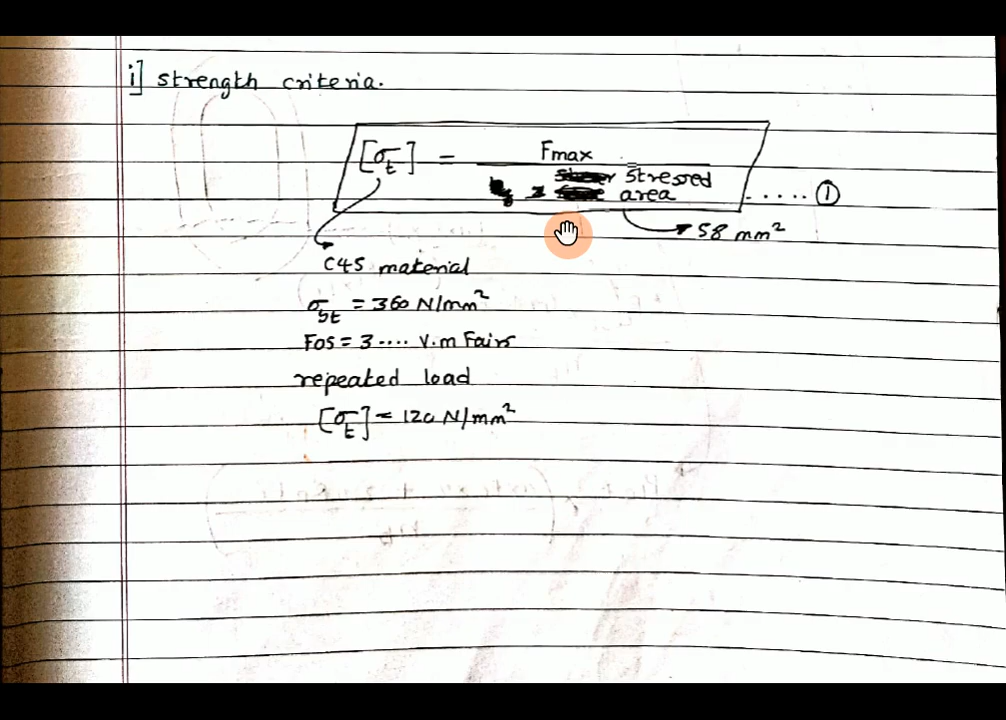 i] strength criteria.
[σt] = Fmax / stressed area ..... ①
58 mm²
C45 material
σyt = 360 N/mm²
FOS = 3 .... V.m Fairs
repeated load
[σt] = 120 N/mm²